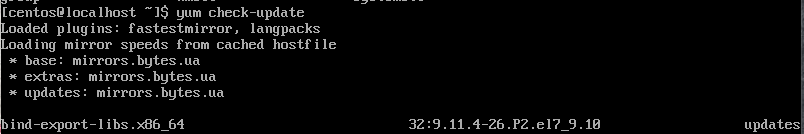 [centos@localhost ~]$ yum check-update
Loaded plugins: fastestmirror, langpacks
Loading mirror speeds from cached hostfile
 * base: mirrors.bytes.ua
 * extras: mirrors.bytes.ua
 * updates: mirrors.bytes.ua
bind-export-libs.x86_64 32:9.11.4-26.P2.el7_9.10 updates